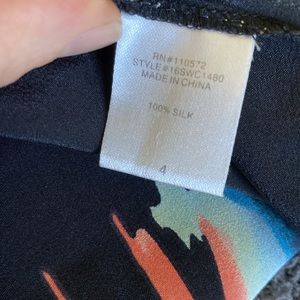 RN#110572
STYLE#16SWC1480
MADE IN CHINA
100% SILK
4